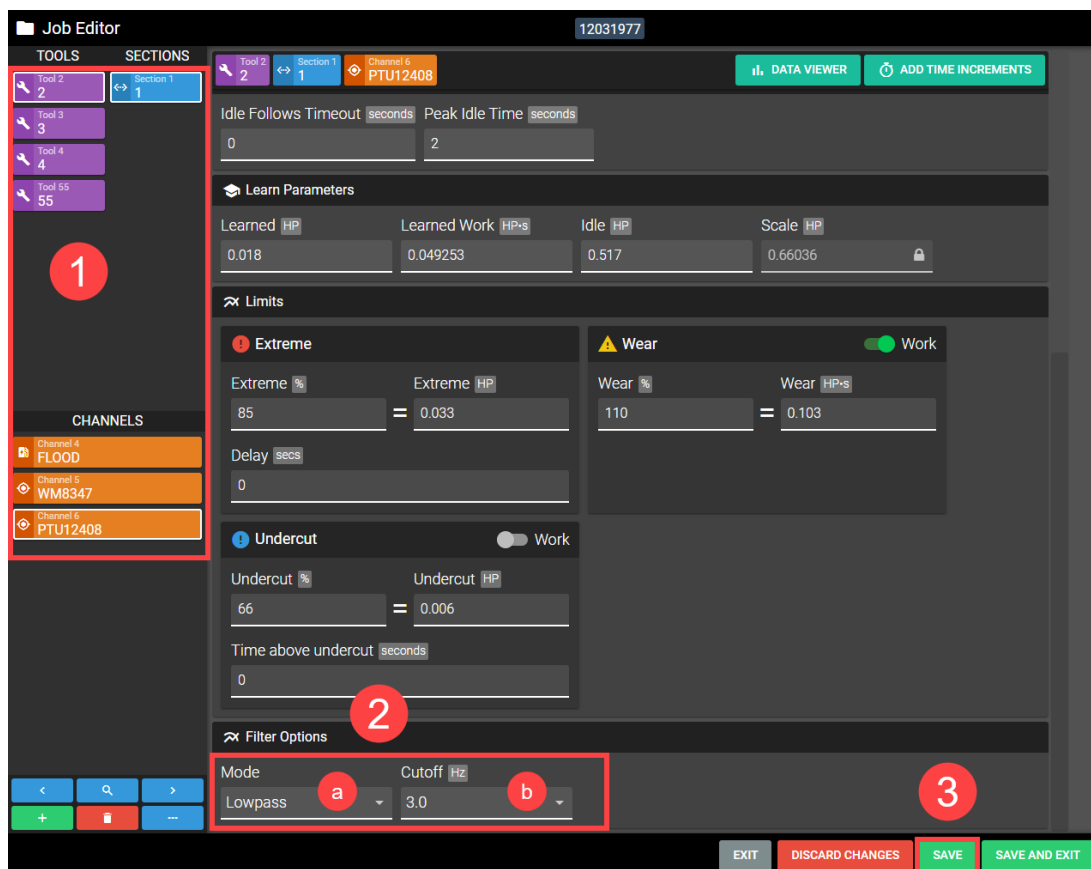 Job Editor
12031977
TOOLS SECTIONS
Tool 2
2
Section 1
1
Tool 3
3
Tool 4
4
Tool 55
55
1
CHANNELS
Channel 4
FLOOD
Channel 5
WM8347
Channel 6
PTU12408
Tool 2
2
Section 1
1
Channel 6
PTU12408
DATA VIEWER
ADD TIME INCREMENTS
Idle Follows Timeout seconds Peak Idle Time seconds
0 2
Learn Parameters
Learned HP Learned Work HP•s Idle HP Scale HP
0.018 0.049253 0.517 0.66036
Limits
Extreme
Extreme % Extreme HP
85 = 0.033
Delay secs
0
Wear Work
Wear % Wear HP•s
110 = 0.103
Undercut Work
Undercut % Undercut HP
66 = 0.006
Time above undercut seconds
0
2
Filter Options
Mode Cutoff Hz
Lowpass a 3.0 b
3
EXIT DISCARD CHANGES SAVE SAVE AND EXIT